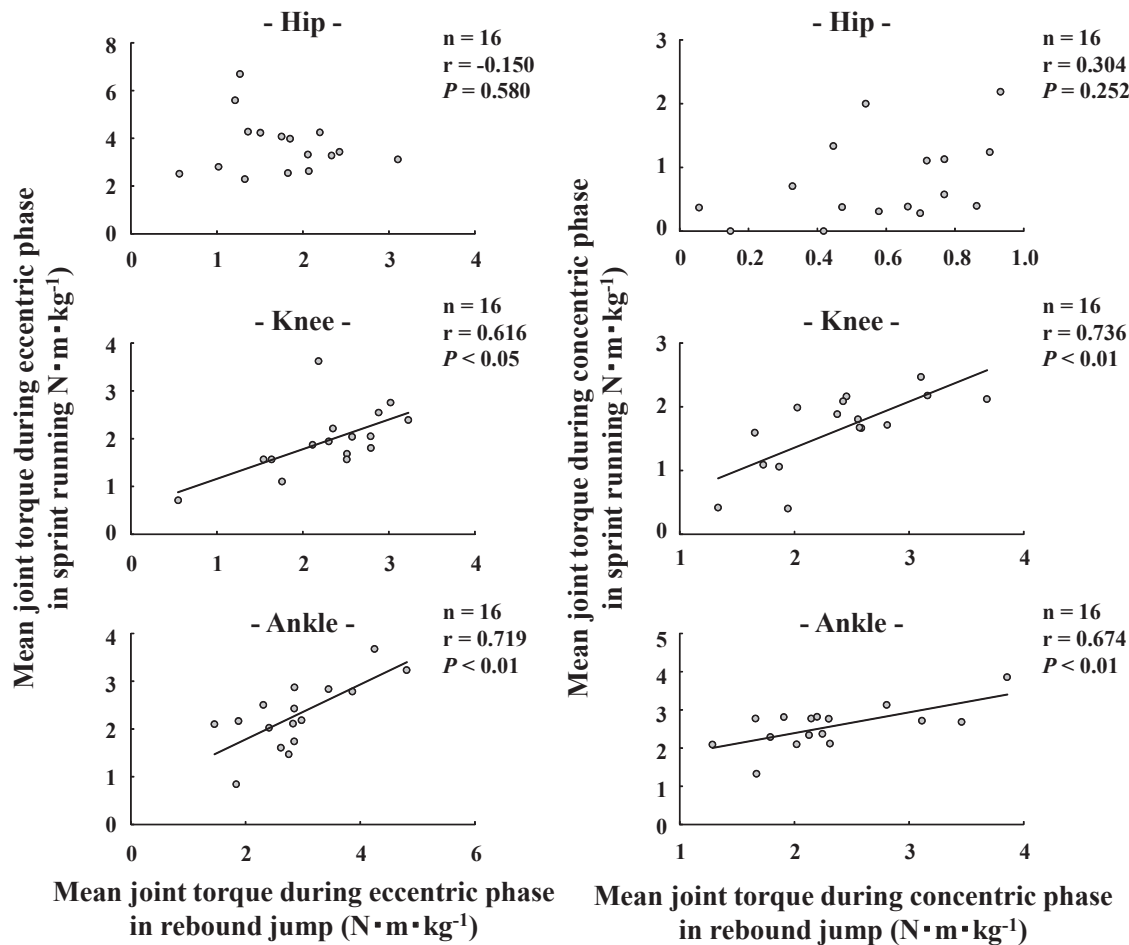 - Hip -
n = 16
r = -0.150
P = 0.580
8
6
4
2
0
1
2
3
4
- Knee -
n = 16
r = 0.616
P < 0.05
4
3
2
1
0
0
1
2
3
4
- Ankle -
n = 16
r = 0.719
P < 0.01
4
3
2
1
0
0
2
4
6
Mean joint torque during eccentric phase
in sprint running N・m・kg⁻¹)
Mean joint torque during eccentric phase
in rebound jump (N・m・kg⁻¹)
- Hip -
n = 16
r = 0.304
P = 0.252
3
2
1
0
0
0.2
0.4
0.6
0.8
1.0
- Knee -
n = 16
r = 0.736
P < 0.01
3
2
1
0
1
2
3
4
- Ankle -
n = 16
r = 0.674
P < 0.01
5
4
3
2
1
0
1
2
3
4
Mean joint torque during concentric phase
in sprint running N・m・kg⁻¹)
Mean joint torque during concentric phase
in rebound jump (N・m・kg⁻¹)